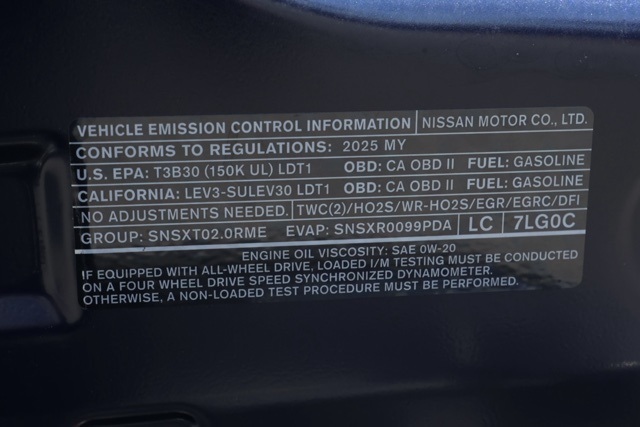 VEHICLE EMISSION CONTROL INFORMATION NISSAN MOTOR CO., LTD.
CONFORMS TO REGULATIONS: 2025 MY
U.S. EPA: T3B30 (150K UL) LDT1 OBD: CA OBD II FUEL: GASOLINE
CALIFORNIA: LEV3-SULEV30 LDT1 OBD: CA OBD II FUEL: GASOLINE
NO ADJUSTMENTS NEEDED. TWC(2)/HO2S/WR-HO2S/EGR/EGRC/DFI
GROUP: SNSXT02.0RME EVAP: SNSXR0099PDA LC 7LG0C
ENGINE OIL VISCOSITY: SAE 0W-20
IF EQUIPPED WITH ALL-WHEEL DRIVE, LOADED I/M TESTING MUST BE CONDUCTED
ON A FOUR WHEEL DRIVE SPEED SYNCHRONIZED DYNAMOMETER.
OTHERWISE, A NON-LOADED TEST PROCEDURE MUST BE PERFORMED.